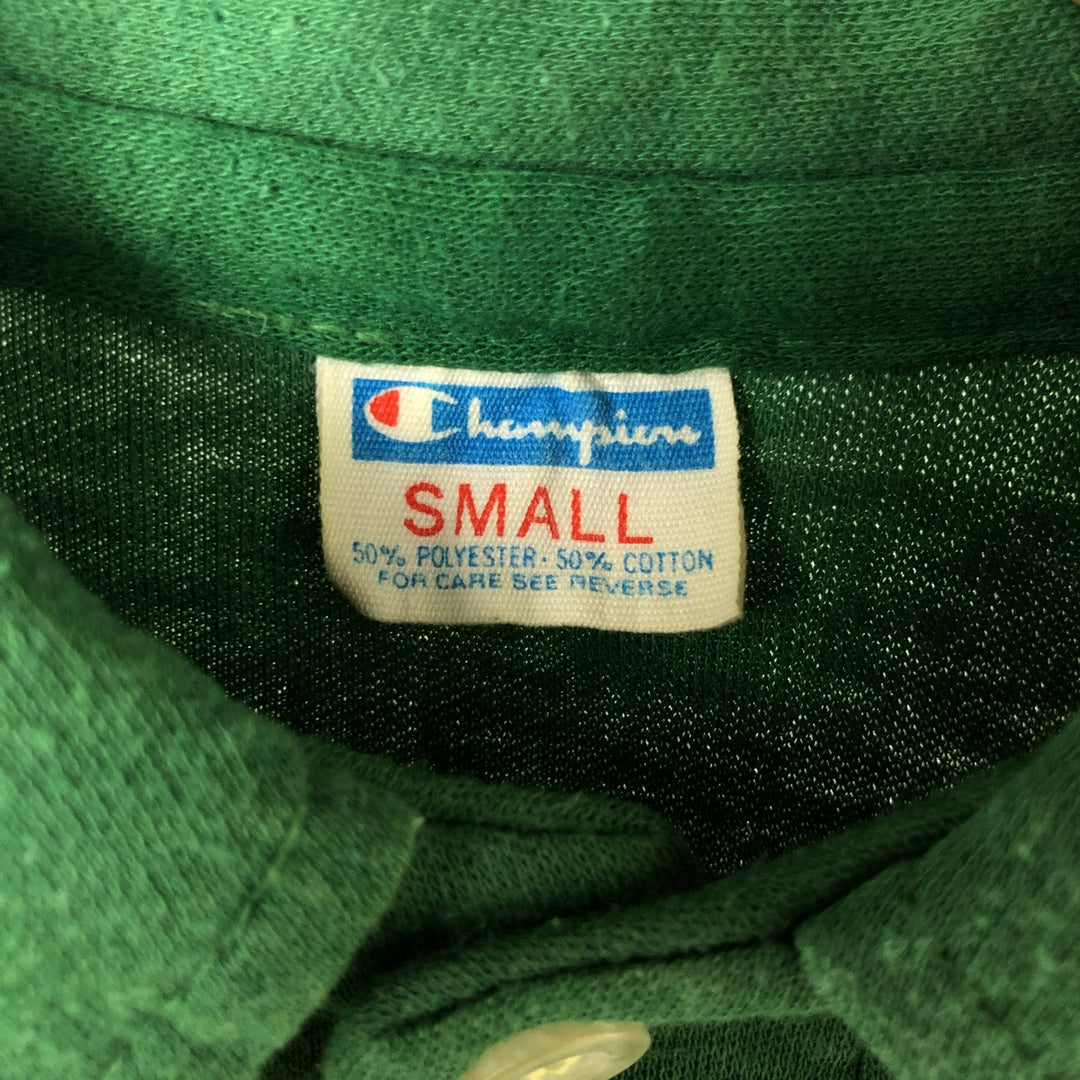 Champion
SMALL
50% POLYESTER · 50% COTTON
FOR CARE SEE REVERSE